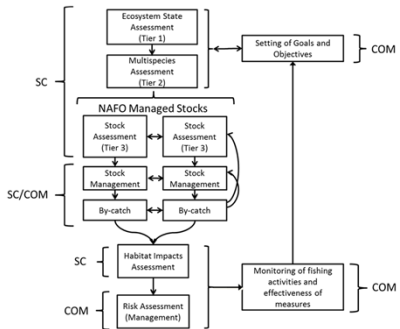 Ecosystem State
Assessment
(Tier 1)
Setting of Goals and
Objectives
COM
Multispecies
Assessment
(Tier 2)
SC
NAFO Managed Stocks
Stock
Assessment
(Tier 3)
Stock
Assessment
(Tier 3)
SC/COM
Stock
Management
Stock
Management
By-catch
By-catch
SC
Habitat Impacts
Assessment
Monitoring of fishing
activities and
effectiveness of
measures
COM
COM
Risk Assessment
(Management)